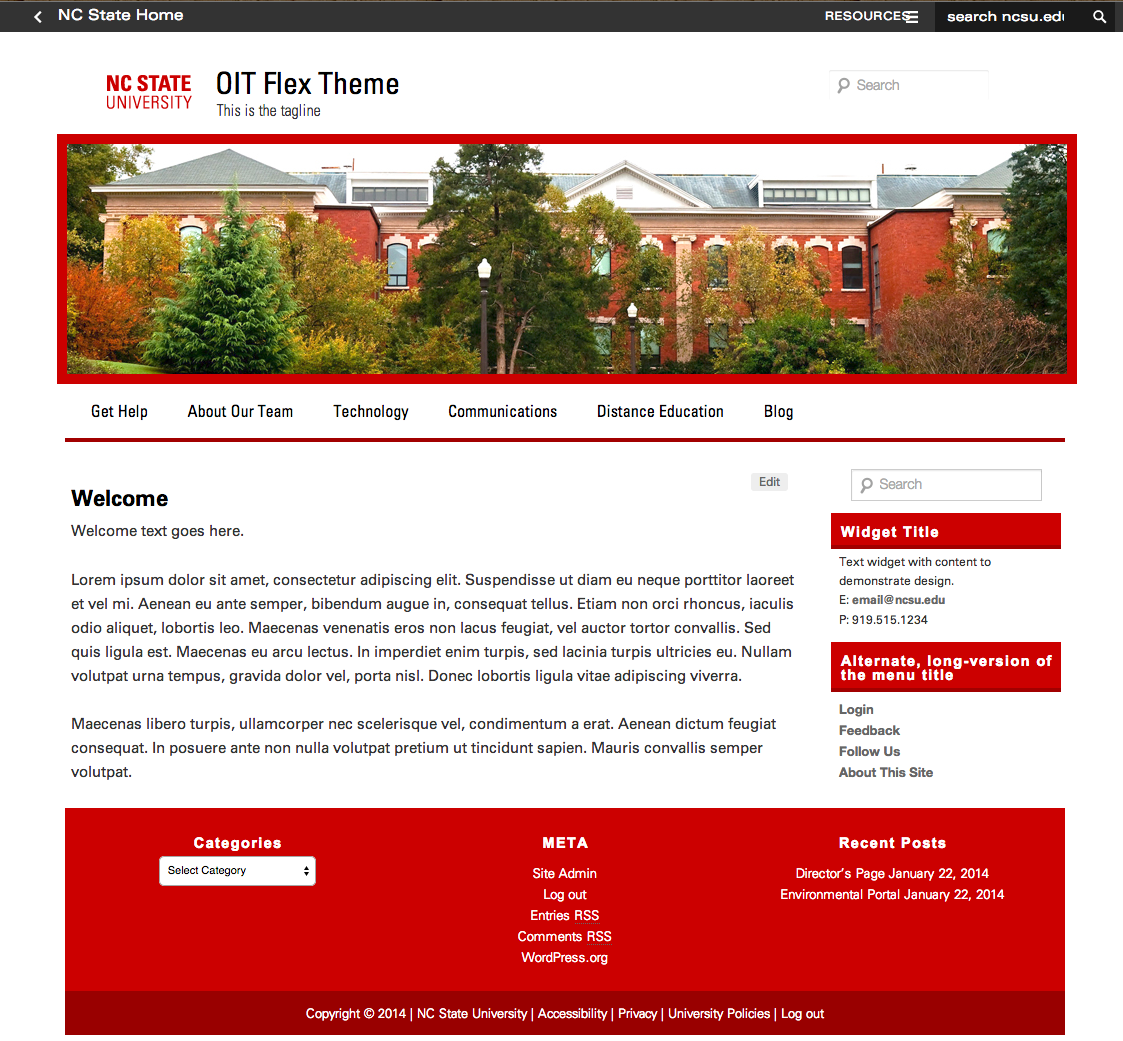 NC State Home
RESOURCES
search ncsu.edu
NC STATE
UNIVERSITY
OIT Flex Theme
This is the tagline
Search
Get Help
About Our Team
Technology
Communications
Distance Education
Blog
Edit
Welcome
Welcome text goes here.
Lorem ipsum dolor sit amet, consectetur adipiscing elit. Suspendisse ut diam eu neque porttitor laoreet
et vel mi. Aenean eu ante semper, bibendum augue in, consequat tellus. Etiam non orci rhoncus, iaculis
odio aliquet, lobortis leo. Maecenas venenatis eros non lacus feugiat, vel auctor tortor convallis. Sed
quis ligula est. Maecenas eu arcu lectus. In imperdiet enim turpis, sed lacinia turpis ultricies eu. Nullam
volutpat urna tempus, gravida dolor vel, porta nisl. Donec lobortis ligula vitae adipiscing viverra.
Maecenas libero turpis, ullamcorper nec scelerisque vel, condimentum a erat. Aenean dictum feugiat
consequat. In posuere ante non nulla volutpat pretium ut tincidunt sapien. Mauris convallis semper
volutpat.
Search
Widget Title
Text widget with content to
demonstrate design.
E: email@ncsu.edu
P: 919.515.1234
Alternate, long-version of
the menu title
Login
Feedback
Follow Us
About This Site
Categories
Select Category
META
Site Admin
Log out
Entries RSS
Comments RSS
WordPress.org
Recent Posts
Director's Page January 22, 2014
Environmental Portal January 22, 2014
Copyright © 2014 | NC State University | Accessibility | Privacy | University Policies | Log out